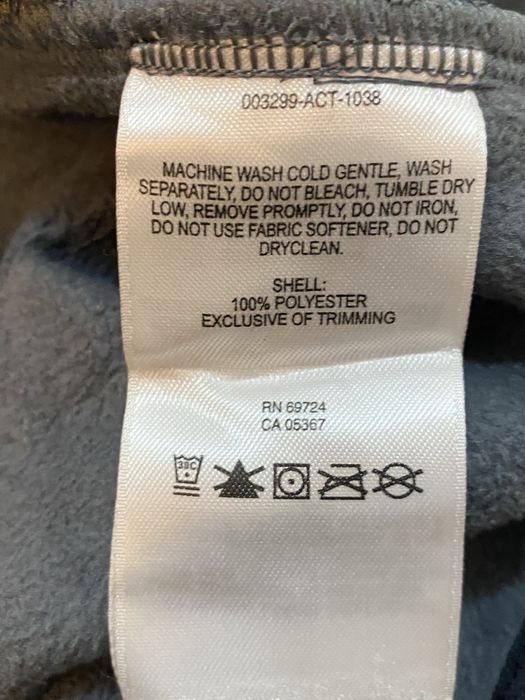 003299-ACT-1038
MACHINE WASH COLD GENTLE, WASH
SEPARATELY, DO NOT BLEACH, TUMBLE DRY
LOW, REMOVE PROMPTLY, DO NOT IRON,
DO NOT USE FABRIC SOFTENER, DO NOT
DRYCLEAN.
SHELL:
100% POLYESTER
EXCLUSIVE OF TRIMMING
RN 69724
CA 05367
30C